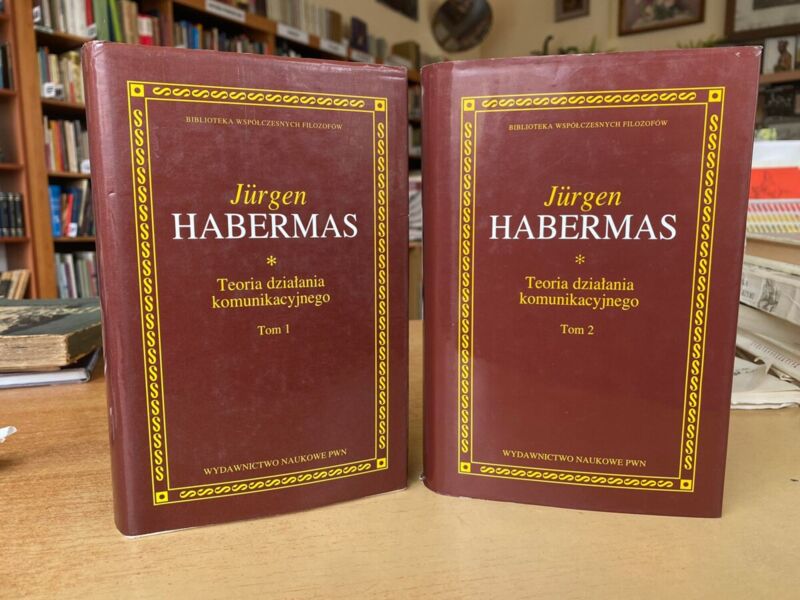 BIBLIOTEKA WSPÓŁCZESNYCH FILOZOFÓW
Jürgen
HABERMAS
*
Teoria działania
komunikacyjnego
Tom 1
WYDAWNICTWO NAUKOWE PWN
BIBLIOTEKA WSPÓŁCZESNYCH FILOZOFÓW
Jürgen
HABERMAS
*
Teoria działania
komunikacyjnego
Tom 2
WYDAWNICTWO NAUKOWE PWN